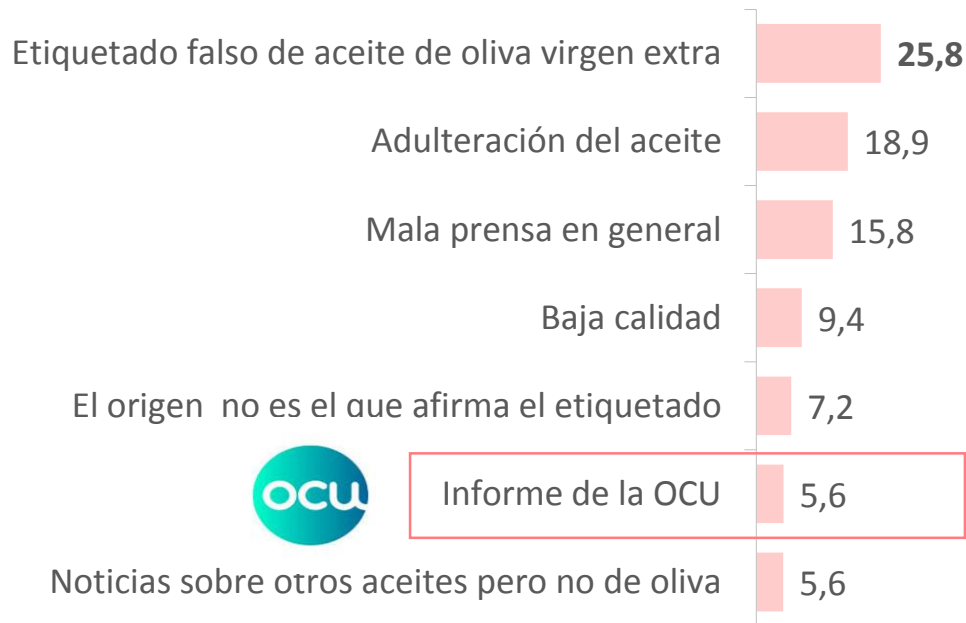 Etiquetado falso de aceite de oliva virgen extra 25,8
Adulteración del aceite 18,9
Mala prensa en general 15,8
Baja calidad 9,4
El origen no es el que afirma el etiquetado 7,2
ocu Informe de la OCU 5,6
Noticias sobre otros aceites pero no de oliva 5,6